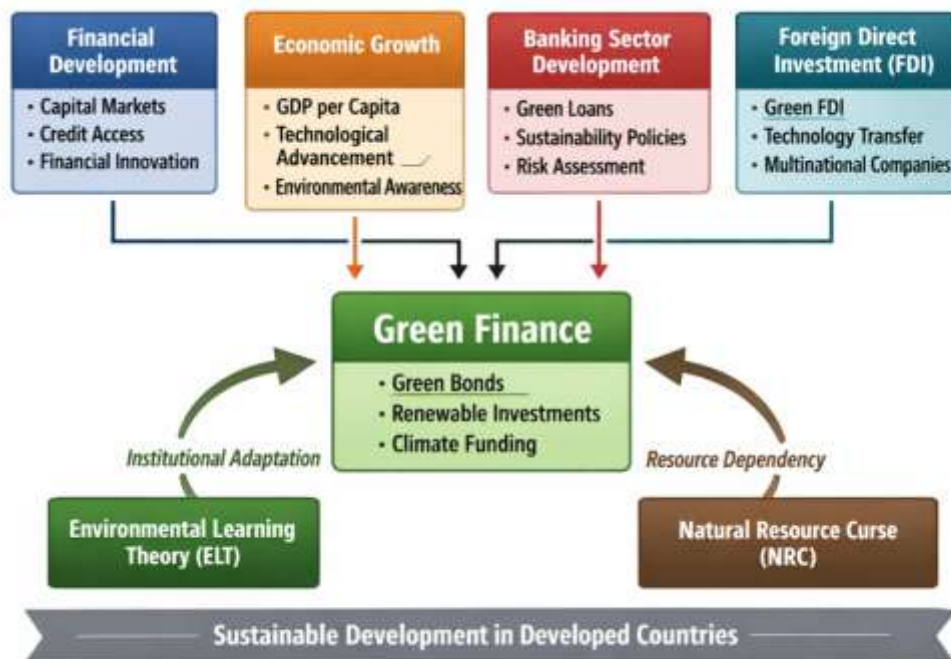 Financial
Development
• Capital Markets
• Credit Access
• Financial Innovation
Economic Growth
• GDP per Capita
• Technological
Advancement
• Environmental Awareness
Banking Sector
Development
• Green Loans
• Sustainability Policies
• Risk Assessment
Foreign Direct
Investment (FDI)
• Green FDI
• Technology Transfer
• Multinational Companies
Green Finance
• Green Bonds
• Renewable Investments
• Climate Funding
Institutional Adaptation
Resource Dependency
Environmental Learning
Theory (ELT)
Natural Resource Curse
(NRC)
Sustainable Development in Developed Countries